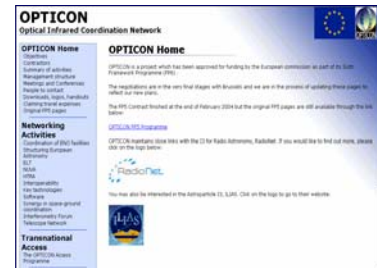 OPTICON
Optical Infrared Coordination Network
OPTICON
OPTICON Home
Objectives
Contractors
Summary of activities
Management structure
Meetings and Conferences
People to contact
Downloads, logos, handouts
Claiming travel expenses
Original FP5 pages
Networking
Activities
Coordination of ENO facilities
Structuring European
Astronomy
ELT
NUVA
HTRA
Interoperability
Key technologies
Software
Synergy in space-ground
coordination
Interferometry Forum
Telescope Network
Transnational
Access
The OPTICON Access
Programme
OPTICON Home
OPTICON is a project which has been approved for funding by the European commission as part of its Sixth
Framework Programme (FP6).
The negotiations are in the very final stages with Brussels and we are in the process of updating these pages to
reflect our new plans.
The FP5 Contract finished at the end of February 2004 but the original FP5 pages are still available through the link
below:
OPTICON FP5 Programme
OPTICON maintains close links with the I3 for Radio Astronomy, RadioNet. If you would like to find out more, please
click on the logo below:
RadioNet
You may also be interested in the Astroparticle I3, ILIAS. Click on the logo to go to their website:
ILIAS